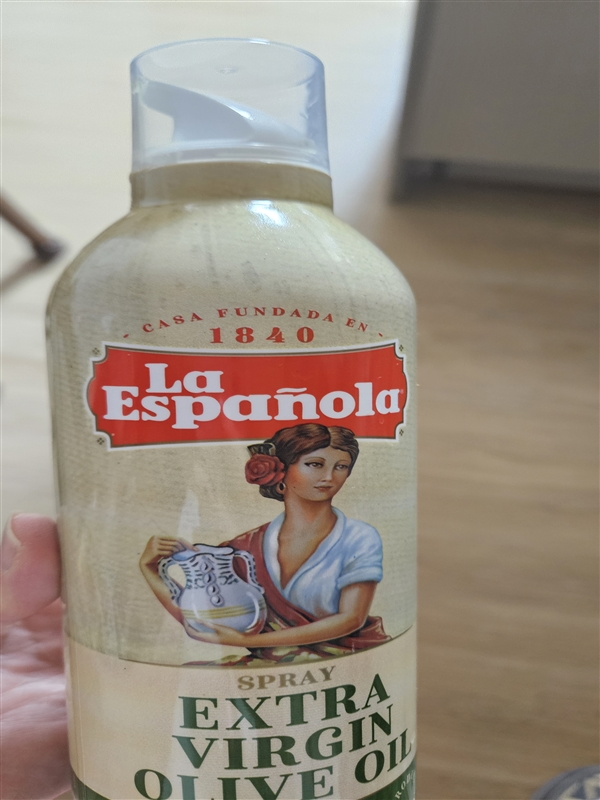 CASA FUNDADA EN
1840
La
Española
SPRAY
EXTRA
VIRGIN
OLIVE OIL